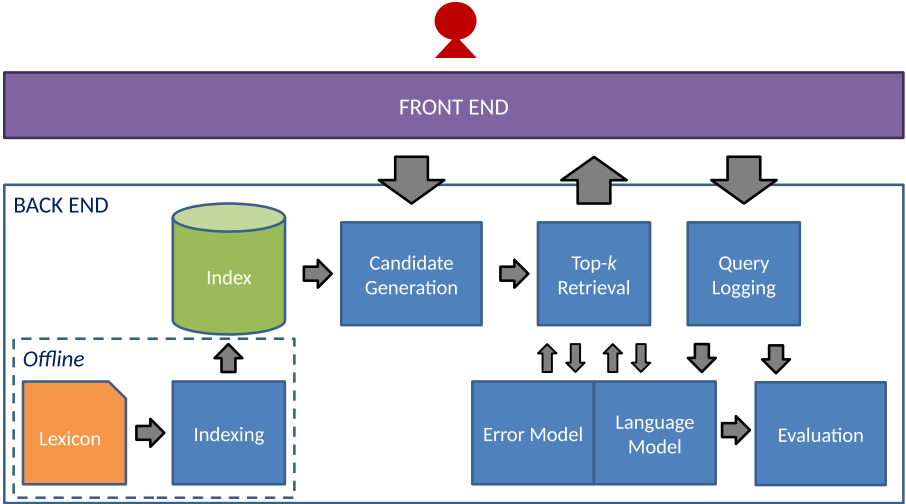 FRONT END
BACK END
Index
Candidate
Generation
Top-k
Retrieval
Query
Logging
Offline
Lexicon
Indexing
Error Model
Language
Model
Evaluation